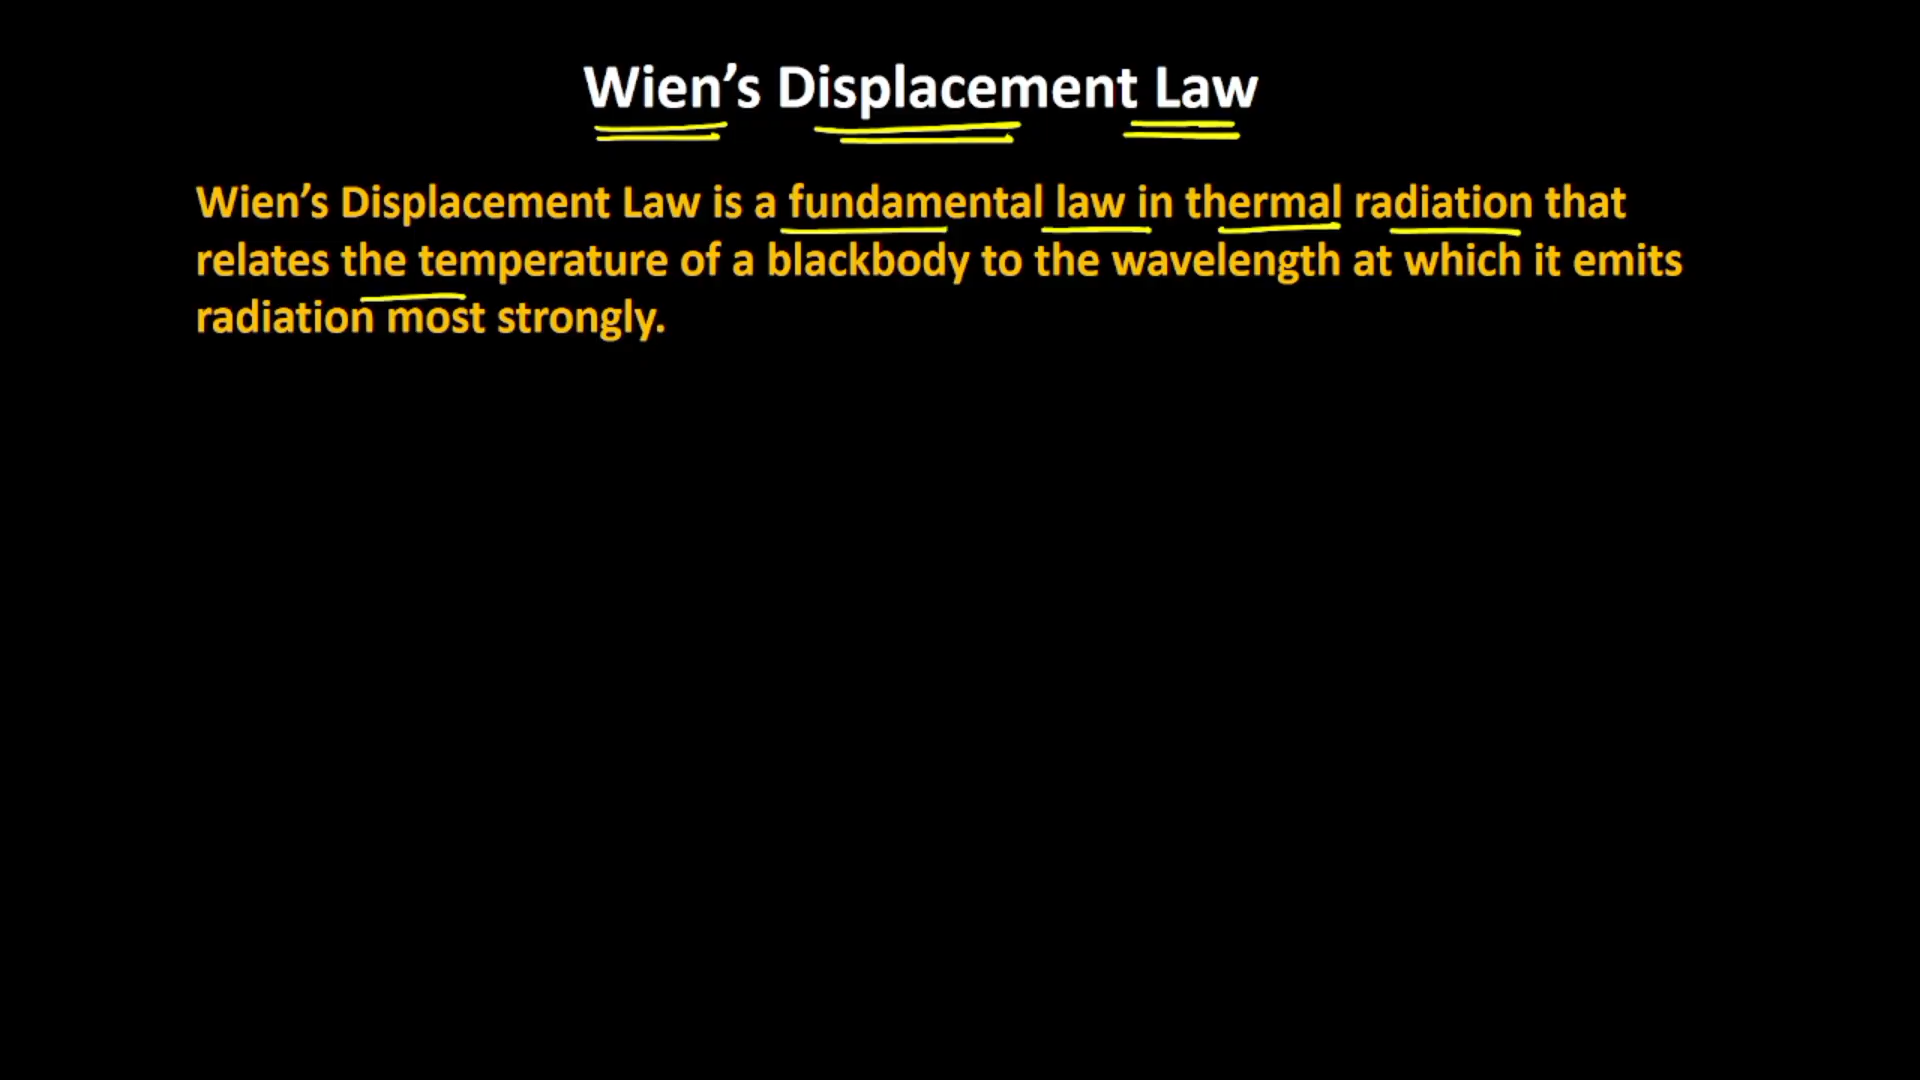 Wien’s Displacement Law
Wien’s Displacement Law is a fundamental law in thermal radiation that
relates the temperature of a blackbody to the wavelength at which it emits
radiation most strongly.